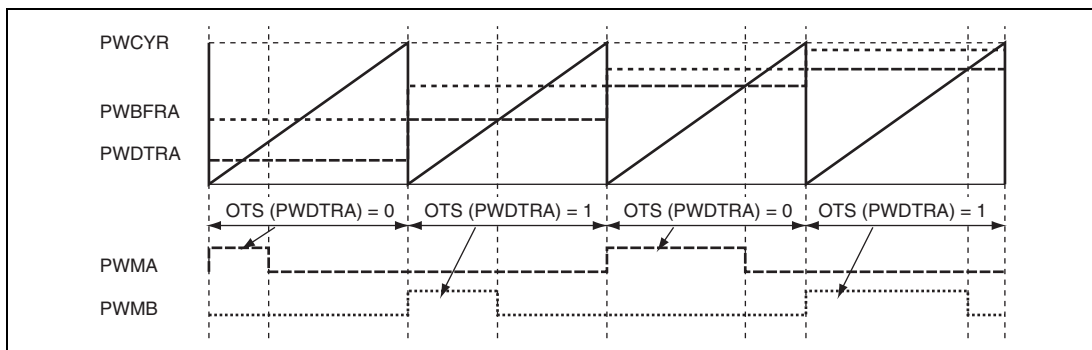 PWCYR
PWBFRA
PWDTRA
OTS (PWDTRA) = 0
OTS (PWDTRA) = 1
OTS (PWDTRA) = 0
OTS (PWDTRA) = 1
PWMA
PWMB